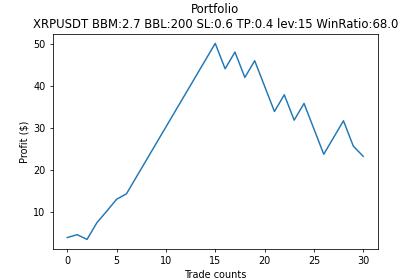 Portfolio
XRPUSDT BBM:2.7 BBL:200 SL:0.6 TP:0.4 lev:15 WinRatio:68.0
Profit ($)
50
40
30
20
10
0 5 10 15 20 25 30
Trade counts